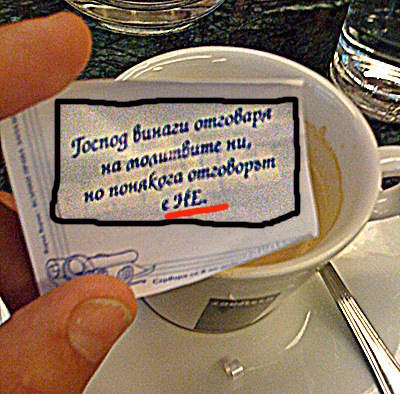 Господ винаги отговаря
на молитвите ни,
но понякога отговорът
е НЕ.